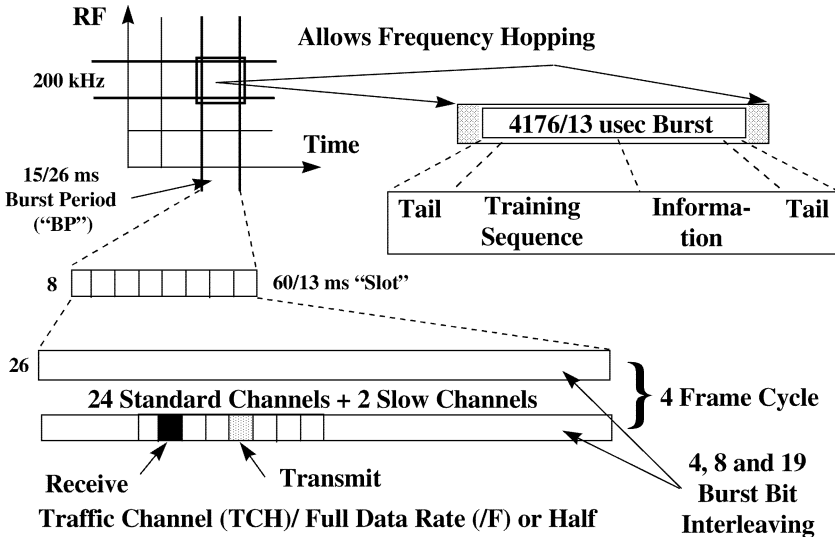 RF
Allows Frequency Hopping
200 kHz
4176/13 usec Burst
Time
15/26 ms
Burst Period
(“BP”)
Tail
Training
Sequence
Informa-
tion
Tail
8
60/13 ms “Slot”
26
24 Standard Channels + 2 Slow Channels
4 Frame Cycle
Receive
Transmit
4, 8 and 19
Burst Bit
Interleaving
Traffic Channel (TCH)/ Full Data Rate (/F) or Half